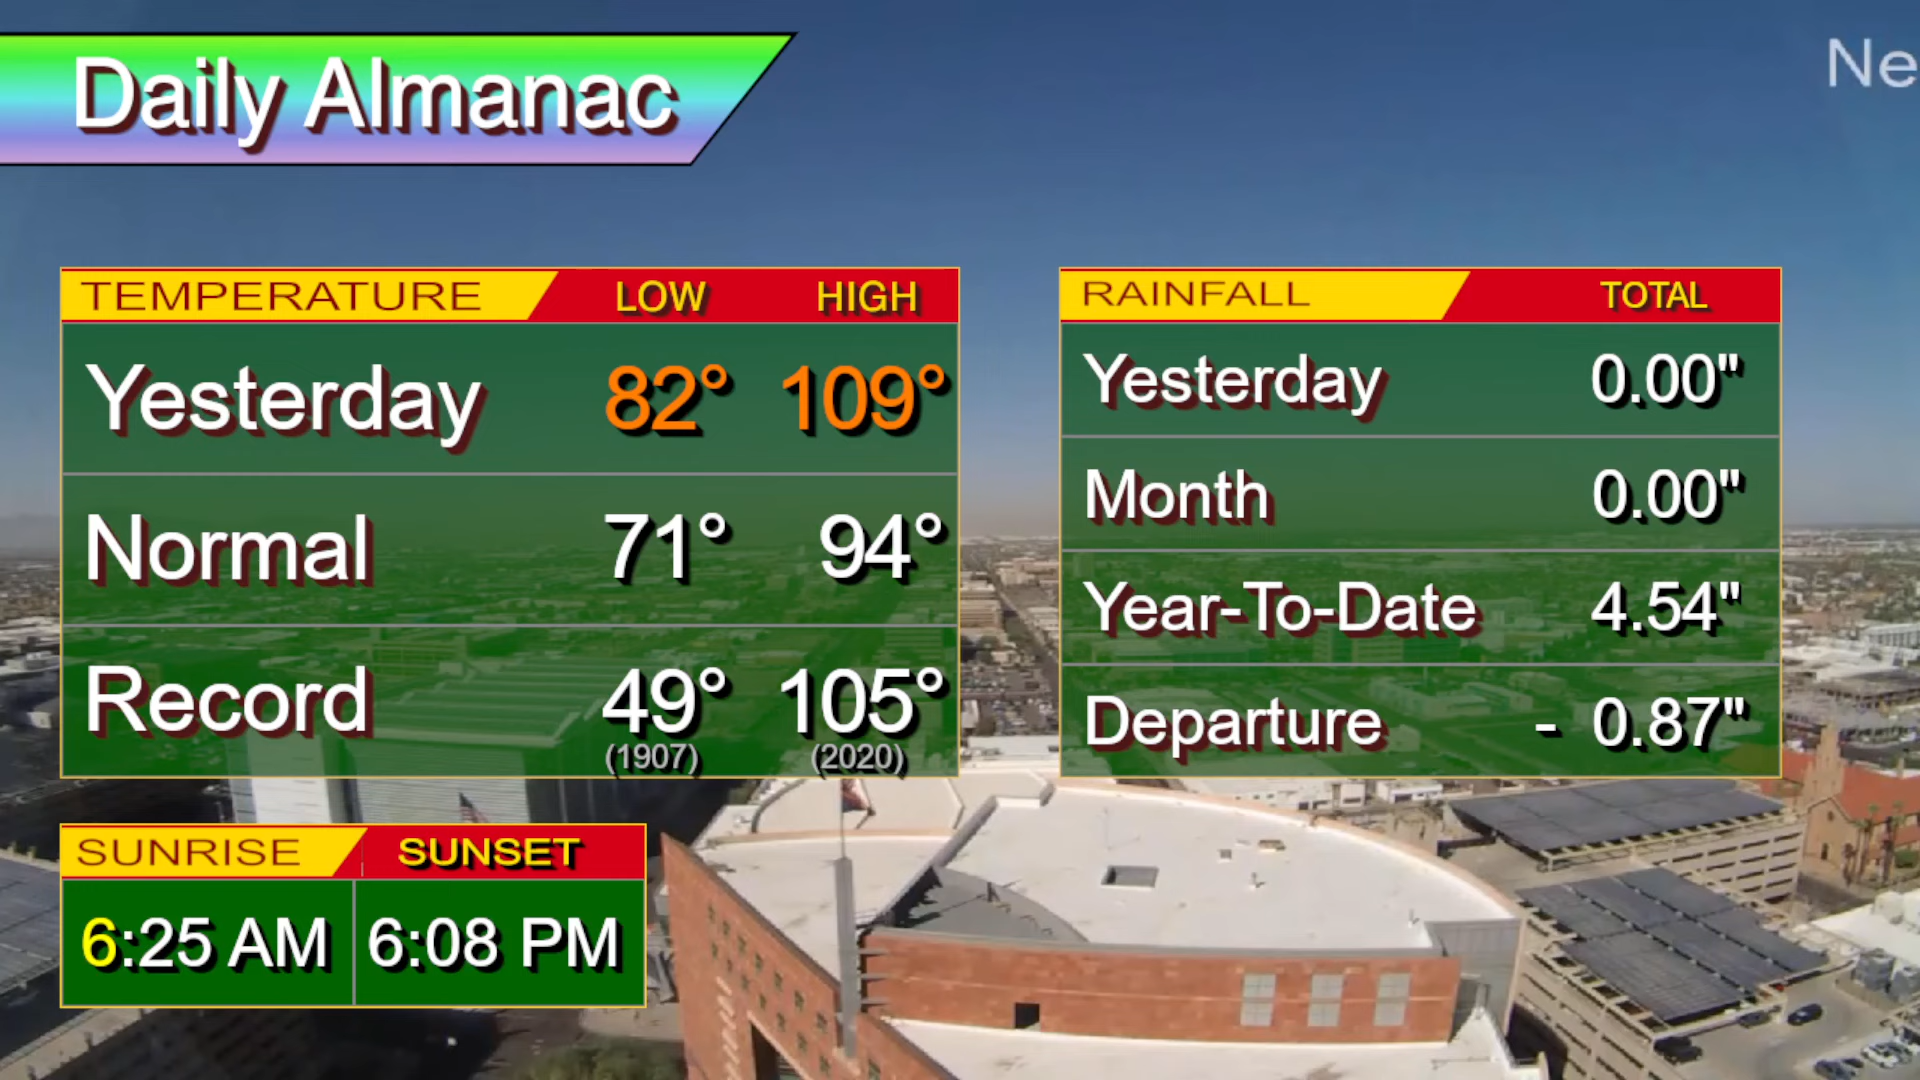 Daily Almanac
Ne
TEMPERATURE LOW HIGH
Yesterday 82° 109°
Normal 71° 94°
Record 49° 105°
(1907) (2020)
RAINFALL TOTAL
Yesterday 0.00"
Month 0.00"
Year-To-Date 4.54"
Departure - 0.87"
SUNRISE SUNSET
6:25 AM 6:08 PM